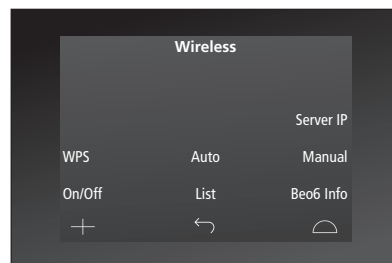 Wireless
Server IP
WPS Auto Manual
On/Off List Beo6 Info